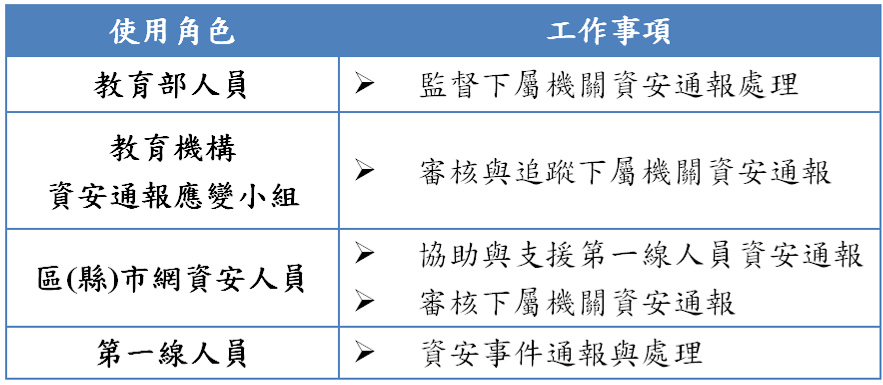 使用角色 工作事項
教育部人員 ➢ 監督下屬機關資安通報處理
教育機構
資安通報應變小組
➢ 審核與追蹤下屬機關資安通報
區(縣)市網資安人員
➢ 協助與支援第一線人員資安通報
➢ 審核下屬機關資安通報
第一線人員 ➢ 資安事件通報與處理